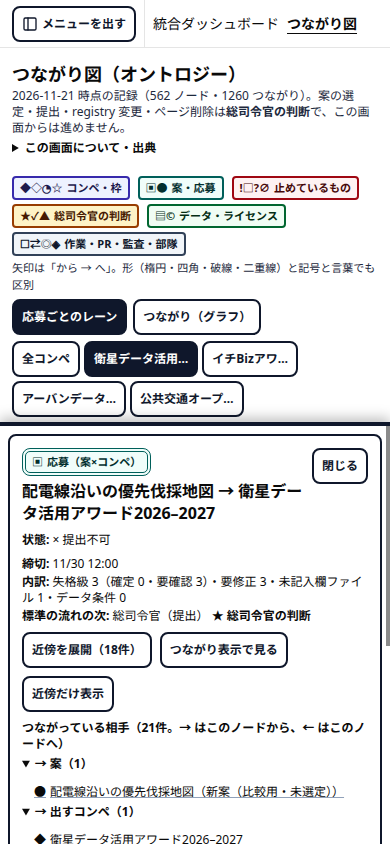 メニューを出す 統合ダッシュボード つながり図
つながり図（オントロジー）
2026-11-21 時点の記録（562 ノード・1260 つながり）。案の選
定・提出・registry 変更・ページ削除は総司令官の判断で、この画
面からは進めません。
▶ この画面について・出典
◆◇◔☆ コンペ・枠 ▣● 案・応募 !□?⊘ 止めているもの
★✓▲ 総司令官の判断 ▤© データ・ライセンス
☐⇄◎◆ 作業・PR・監査・部隊
矢印は「から → へ」。形（楕円・四角・破線・二重線）と記号と言葉でも
区別
応募ごとのレーン つながり（グラフ）
全コンペ 衛星データ活用… イチBizアワ…
アーバンデータ… 公共交通オープ…
▣ 応募（案×コンペ） 閉じる
配電線沿いの優先伐採地図 → 衛星デー
タ活用アワード2026–2027
状態: × 提出不可
締切: 11/30 12:00
内訳: 失格級 3（確定 0・要確認 3）・要修正 3・未記入欄ファイ
ル 1・データ条件 0
標準の流れの次: 総司令官（提出） ★ 総司令官の判断
近傍を展開（18件） つながり表示で見る
近傍だけ表示
つながっている相手（21件。→ はこのノードから、← はこのノ
ードへ）
▼ → 案（1）
● 配電線沿いの優先伐採地図（新案（比較用・未選定））
▼ → 出すコンペ（1）
◆ 衛星データ活用アワード2026–2027